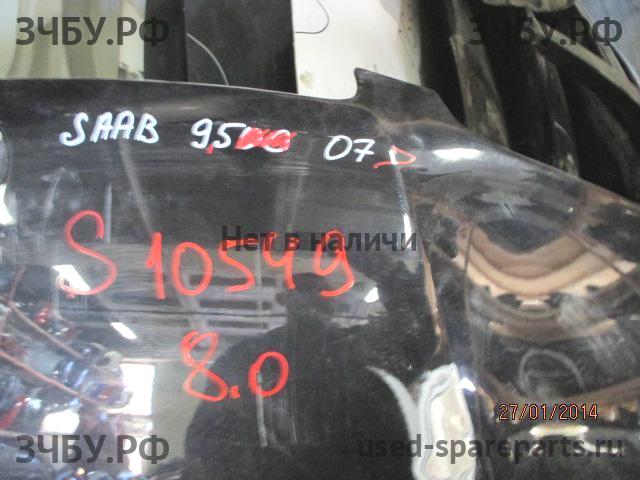 ЗЧБУ.РФ ЗЧБУ.РФ
SAAB 9,5 07 D
Нет в наличи
S 10549
8.0
27/01/2014
ЗЧБУ.РФ used-spareparts.ru